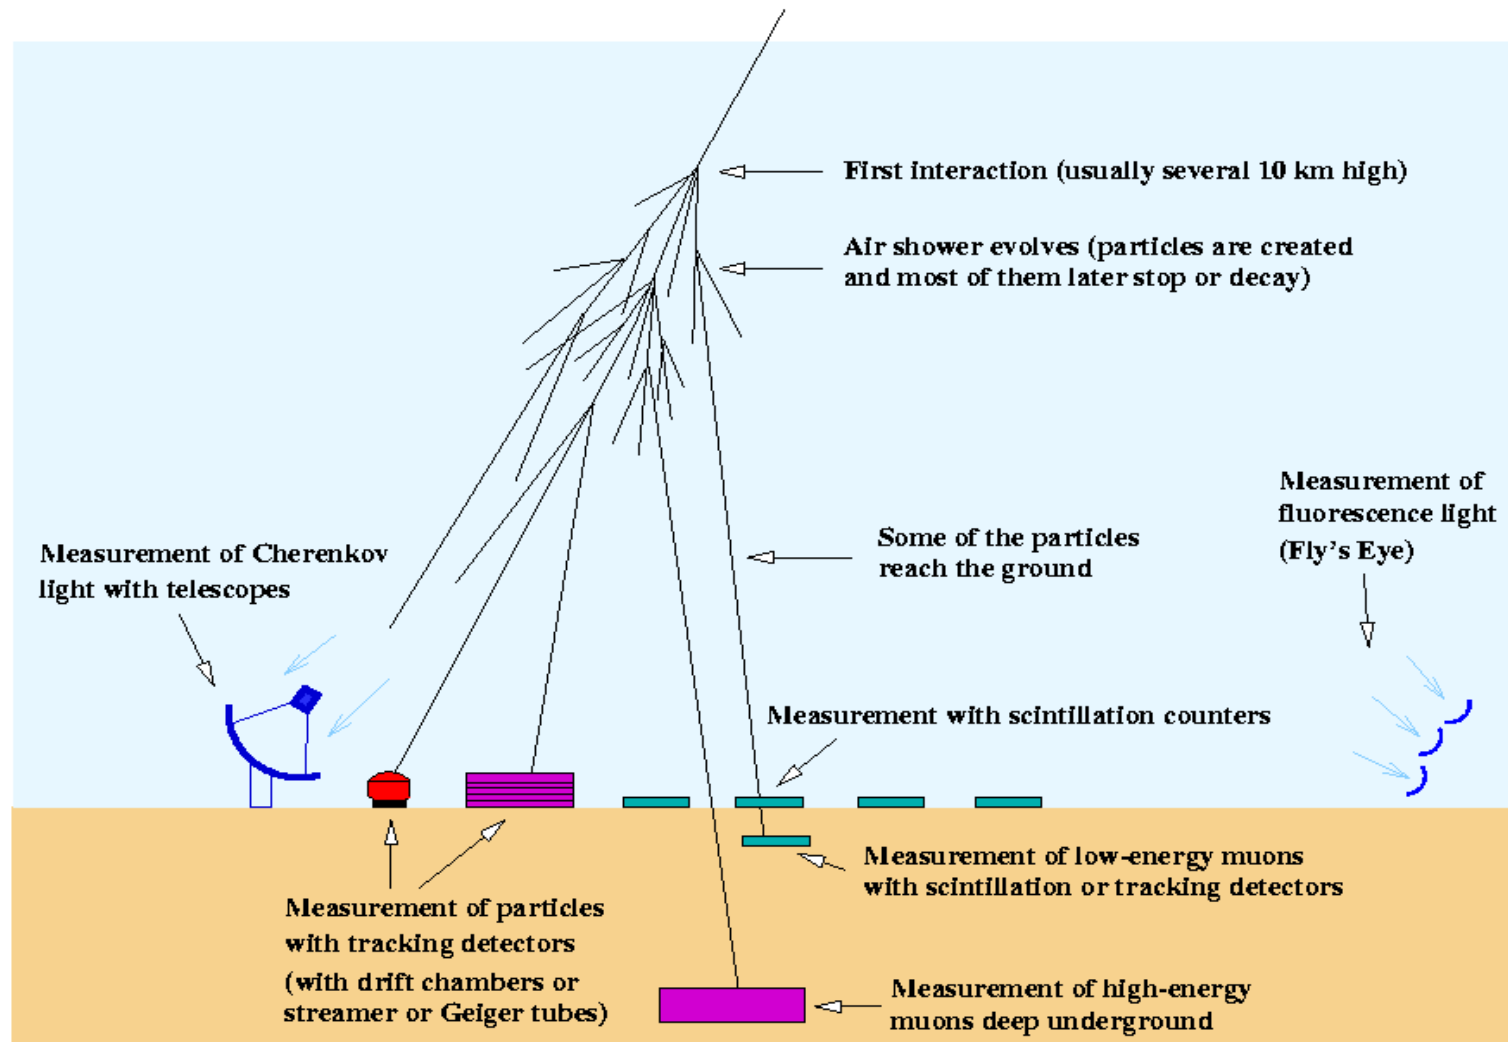 First interaction (usually several 10 km high)
Air shower evolves (particles are created
and most of them later stop or decay)
Measurement of
fluorescence light
(Fly's Eye)
Some of the particles
reach the ground
Measurement of Cherenkov
light with telescopes
Measurement with scintillation counters
Measurement of low-energy muons
with scintillation or tracking detectors
Measurement of particles
with tracking detectors
(with drift chambers or
streamer or Geiger tubes)
Measurement of high-energy
muons deep underground